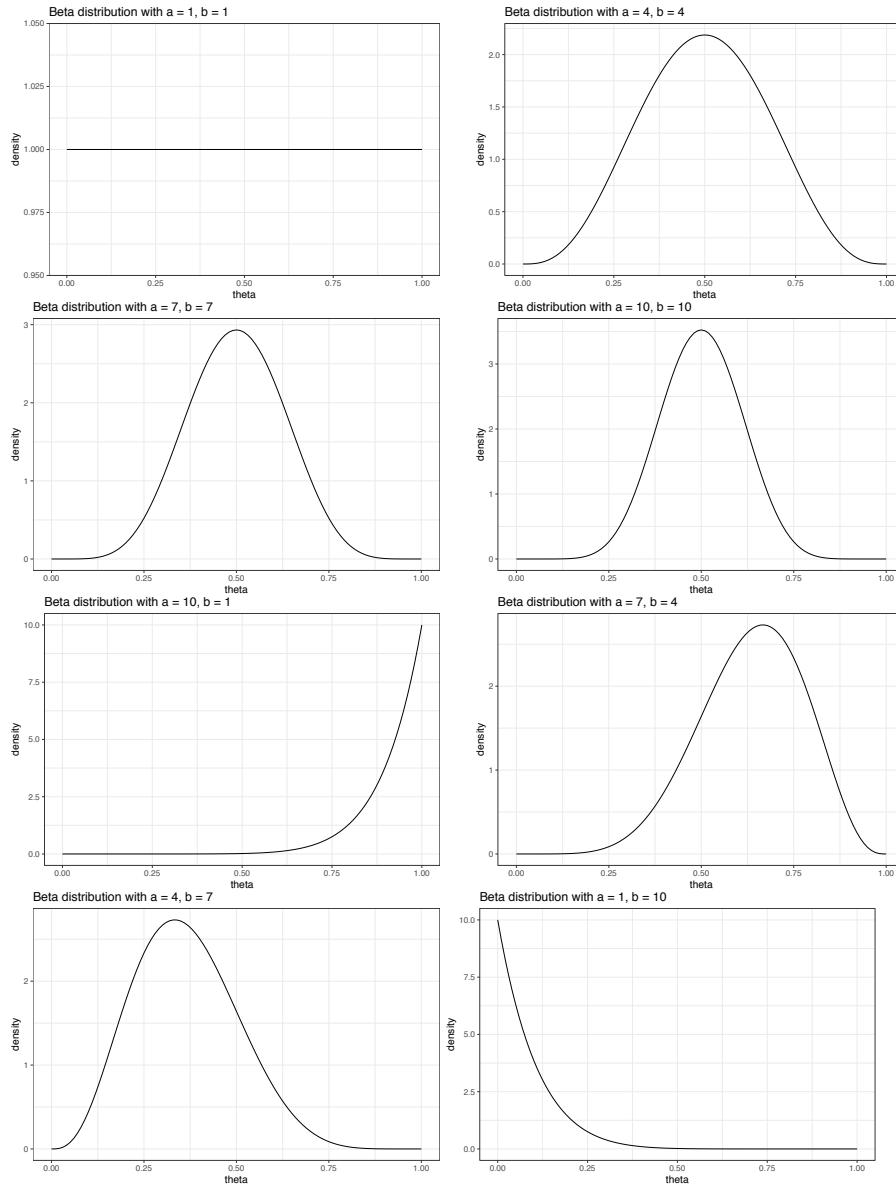 Beta distribution with a = 1, b = 1
1.050
1.025
1.000
0.975
0.950
density
0.00 0.25 0.50 0.75 1.00
theta
Beta distribution with a = 4, b = 4
2.0
1.5
1.0
0.5
0.0
density
0.00 0.25 0.50 0.75 1.00
theta
Beta distribution with a = 7, b = 7
3
2
1
0
density
0.00 0.25 0.50 0.75 1.00
theta
Beta distribution with a = 10, b = 10
3
2
1
0
density
0.00 0.25 0.50 0.75 1.00
theta
Beta distribution with a = 10, b = 1
10.0
7.5
5.0
2.5
0.0
density
0.00 0.25 0.50 0.75 1.00
theta
Beta distribution with a = 7, b = 4
2
1
0
density
0.00 0.25 0.50 0.75 1.00
theta
Beta distribution with a = 4, b = 7
2
1
0
density
0.00 0.25 0.50 0.75 1.00
theta
Beta distribution with a = 1, b = 10
10.0
7.5
5.0
2.5
0.0
density
0.00 0.25 0.50 0.75 1.00
theta